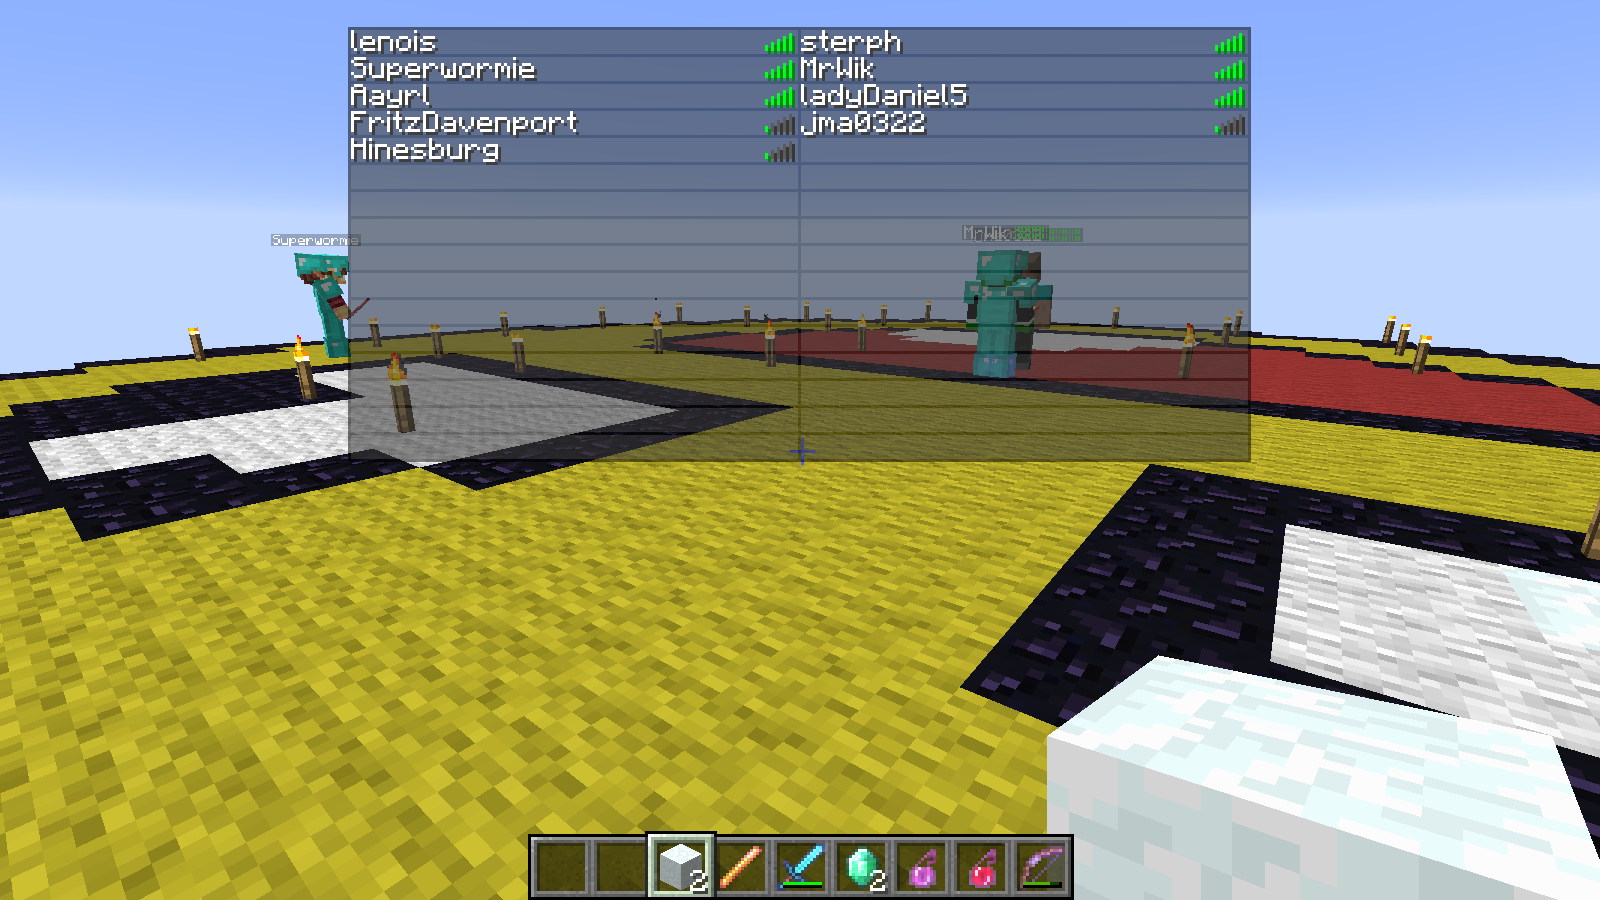 lenois
sterph
Superwormie
MrWik
Aayrl
ladyDaniel5
FritzDavenport
jma0322
Hinesburg
Superwormie
MrWik
2
2